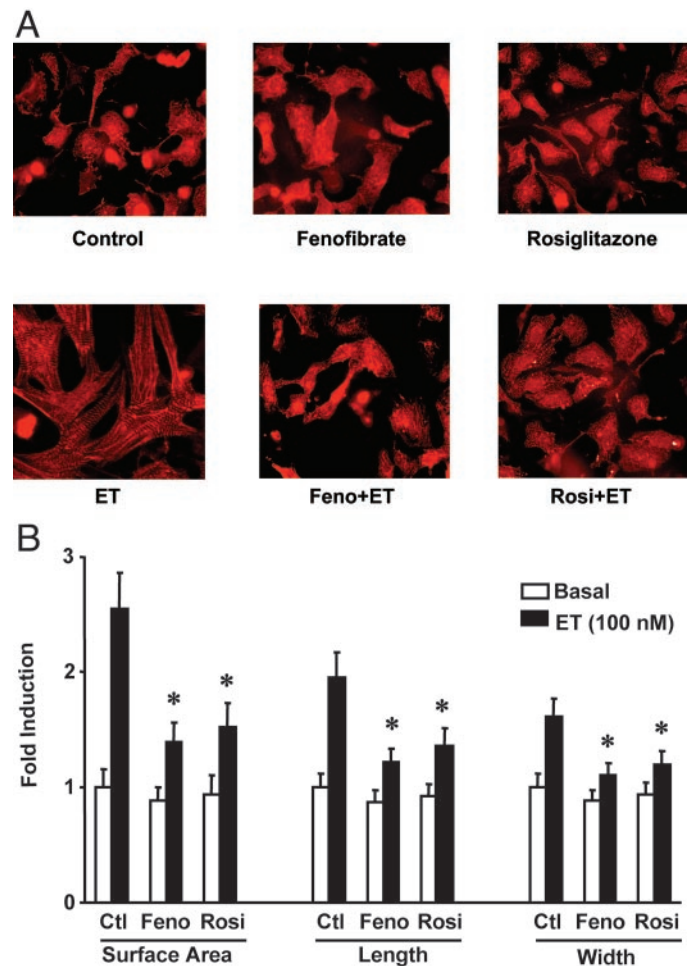 A
Control Fenofibrate Rosiglitazone
ET Feno+ET Rosi+ET
B
3
2
1
0
Fold Induction
Basal
ET (100 nM)
* * * * * *
Ctl Feno Rosi Ctl Feno Rosi Ctl Feno Rosi
Surface Area Length Width